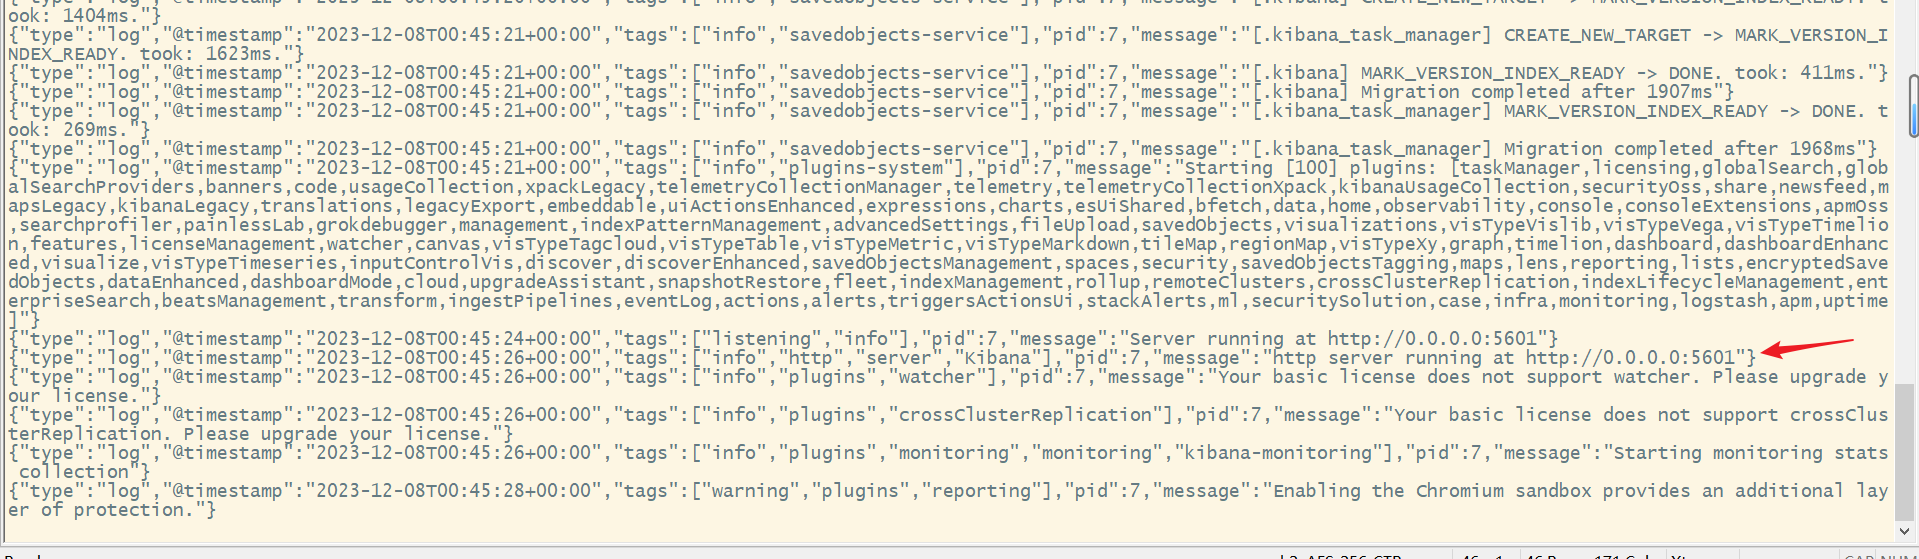 ook: 1404ms."}
{"type":"log","@timestamp":"2023-12-08T00:45:21+00:00","tags":["info","savedobjects-service"],"pid":7,"message":"[.kibana_task_manager] CREATE_NEW_TARGET -> MARK_VERSION_I
NDEX_READY. took: 1623ms."}
{"type":"log","@timestamp":"2023-12-08T00:45:21+00:00","tags":["info","savedobjects-service"],"pid":7,"message":"[.kibana] MARK_VERSION_INDEX_READY -> DONE. took: 411ms."}
{"type":"log","@timestamp":"2023-12-08T00:45:21+00:00","tags":["info","savedobjects-service"],"pid":7,"message":"[.kibana] Migration completed after 1907ms"}
{"type":"log","@timestamp":"2023-12-08T00:45:21+00:00","tags":["info","savedobjects-service"],"pid":7,"message":"[.kibana_task_manager] MARK_VERSION_INDEX_READY -> DONE. t
ook: 269ms."}
{"type":"log","@timestamp":"2023-12-08T00:45:21+00:00","tags":["info","savedobjects-service"],"pid":7,"message":"[.kibana_task_manager] Migration completed after 1968ms"}
{"type":"log","@timestamp":"2023-12-08T00:45:21+00:00","tags":["info","plugins-system"],"pid":7,"message":"Starting [100] plugins: [taskManager,licensing,globalSearch,glob
alSearchProviders,banners,code,usageCollection,xpackLegacy,telemetryCollectionManager,telemetry,telemetryCollectionXpack,kibanaUsageCollection,securityOss,share,newsfeed,m
apsLegacy,kibanaLegacy,translations,legacyExport,embeddable,uiActionsEnhanced,expressions,charts,esUiShared,bfetch,data,home,observability,console,consoleExtensions,apmOss
,searchprofiler,painlessLab,grokdebugger,management,indexPatternManagement,advancedSettings,fileUpload,savedObjects,visualizations,visTypeVislib,visTypeVega,visTypeTimelio
n,features,licenseManagement,watcher,canvas,visTypeTagcloud,visTypeTable,visTypeMetric,visTypeMarkdown,tileMap,regionMap,visTypeXy,graph,timelion,dashboard,dashboardEnhanc
ed,visualize,visTypeTimeseries,inputControlVis,discover,discoverEnhanced,savedObjectsManagement,spaces,security,savedObjectsTagging,maps,lens,reporting,lists,encryptedSave
dObjects,dataEnhanced,dashboardMode,cloud,upgradeAssistant,snapshotRestore,fleet,indexManagement,rollup,remoteClusters,crossClusterReplication,indexLifecycleManagement,ent
erpriseSearch,beatsManagement,transform,ingestPipelines,eventLog,actions,alerts,triggersActionsUi,stackAlerts,ml,securitySolution,case,infra,monitoring,logstash,apm,uptime
]"}
{"type":"log","@timestamp":"2023-12-08T00:45:24+00:00","tags":["listening","info"],"pid":7,"message":"Server running at http://0.0.0.0:5601"}
{"type":"log","@timestamp":"2023-12-08T00:45:26+00:00","tags":["info","http","server","Kibana"],"pid":7,"message":"http server running at http://0.0.0.0:5601"}
{"type":"log","@timestamp":"2023-12-08T00:45:26+00:00","tags":["info","plugins","watcher"],"pid":7,"message":"Your basic license does not support watcher. Please upgrade y
our license."}
{"type":"log","@timestamp":"2023-12-08T00:45:26+00:00","tags":["info","plugins","crossClusterReplication"],"pid":7,"message":"Your basic license does not support crossClus
terReplication. Please upgrade your license."}
{"type":"log","@timestamp":"2023-12-08T00:45:26+00:00","tags":["info","plugins","monitoring","monitoring","kibana-monitoring"],"pid":7,"message":"Starting monitoring stats
 collection"}
{"type":"log","@timestamp":"2023-12-08T00:45:28+00:00","tags":["warning","plugins","reporting"],"pid":7,"message":"Enabling the Chromium sandbox provides an additional lay
er of protection."}